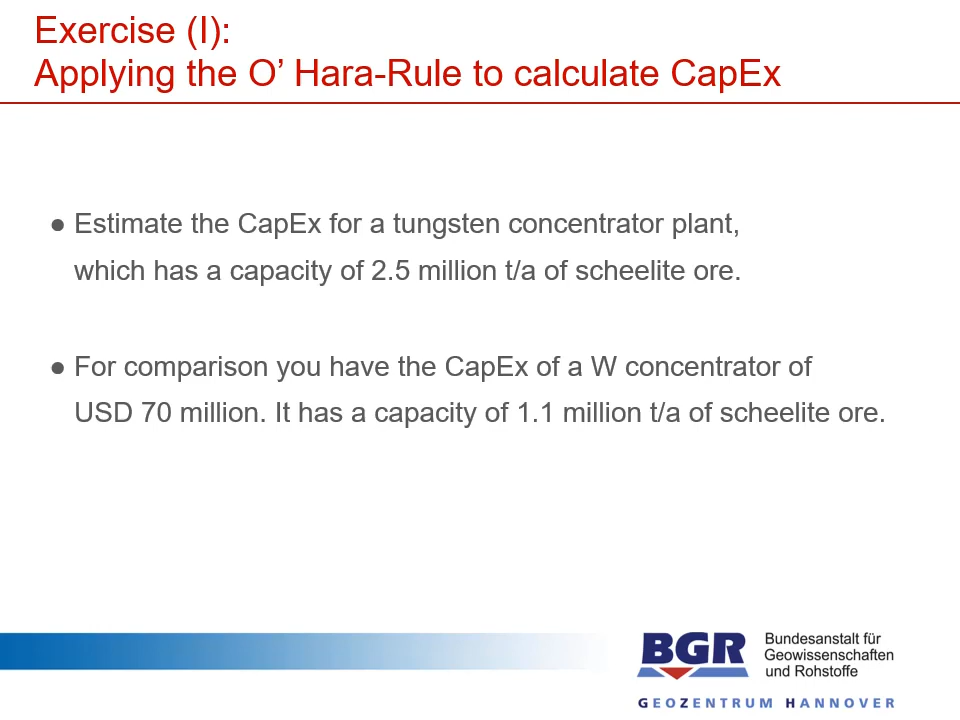 Exercise (I):
Applying the O’ Hara-Rule to calculate CapEx
● Estimate the CapEx for a tungsten concentrator plant,
which has a capacity of 2.5 million t/a of scheelite ore.
● For comparison you have the CapEx of a W concentrator of
USD 70 million. It has a capacity of 1.1 million t/a of scheelite ore.
BGR
Bundesanstalt für
Geowissenschaften
und Rohstoffe
GEOZENTRUM HANNOVER